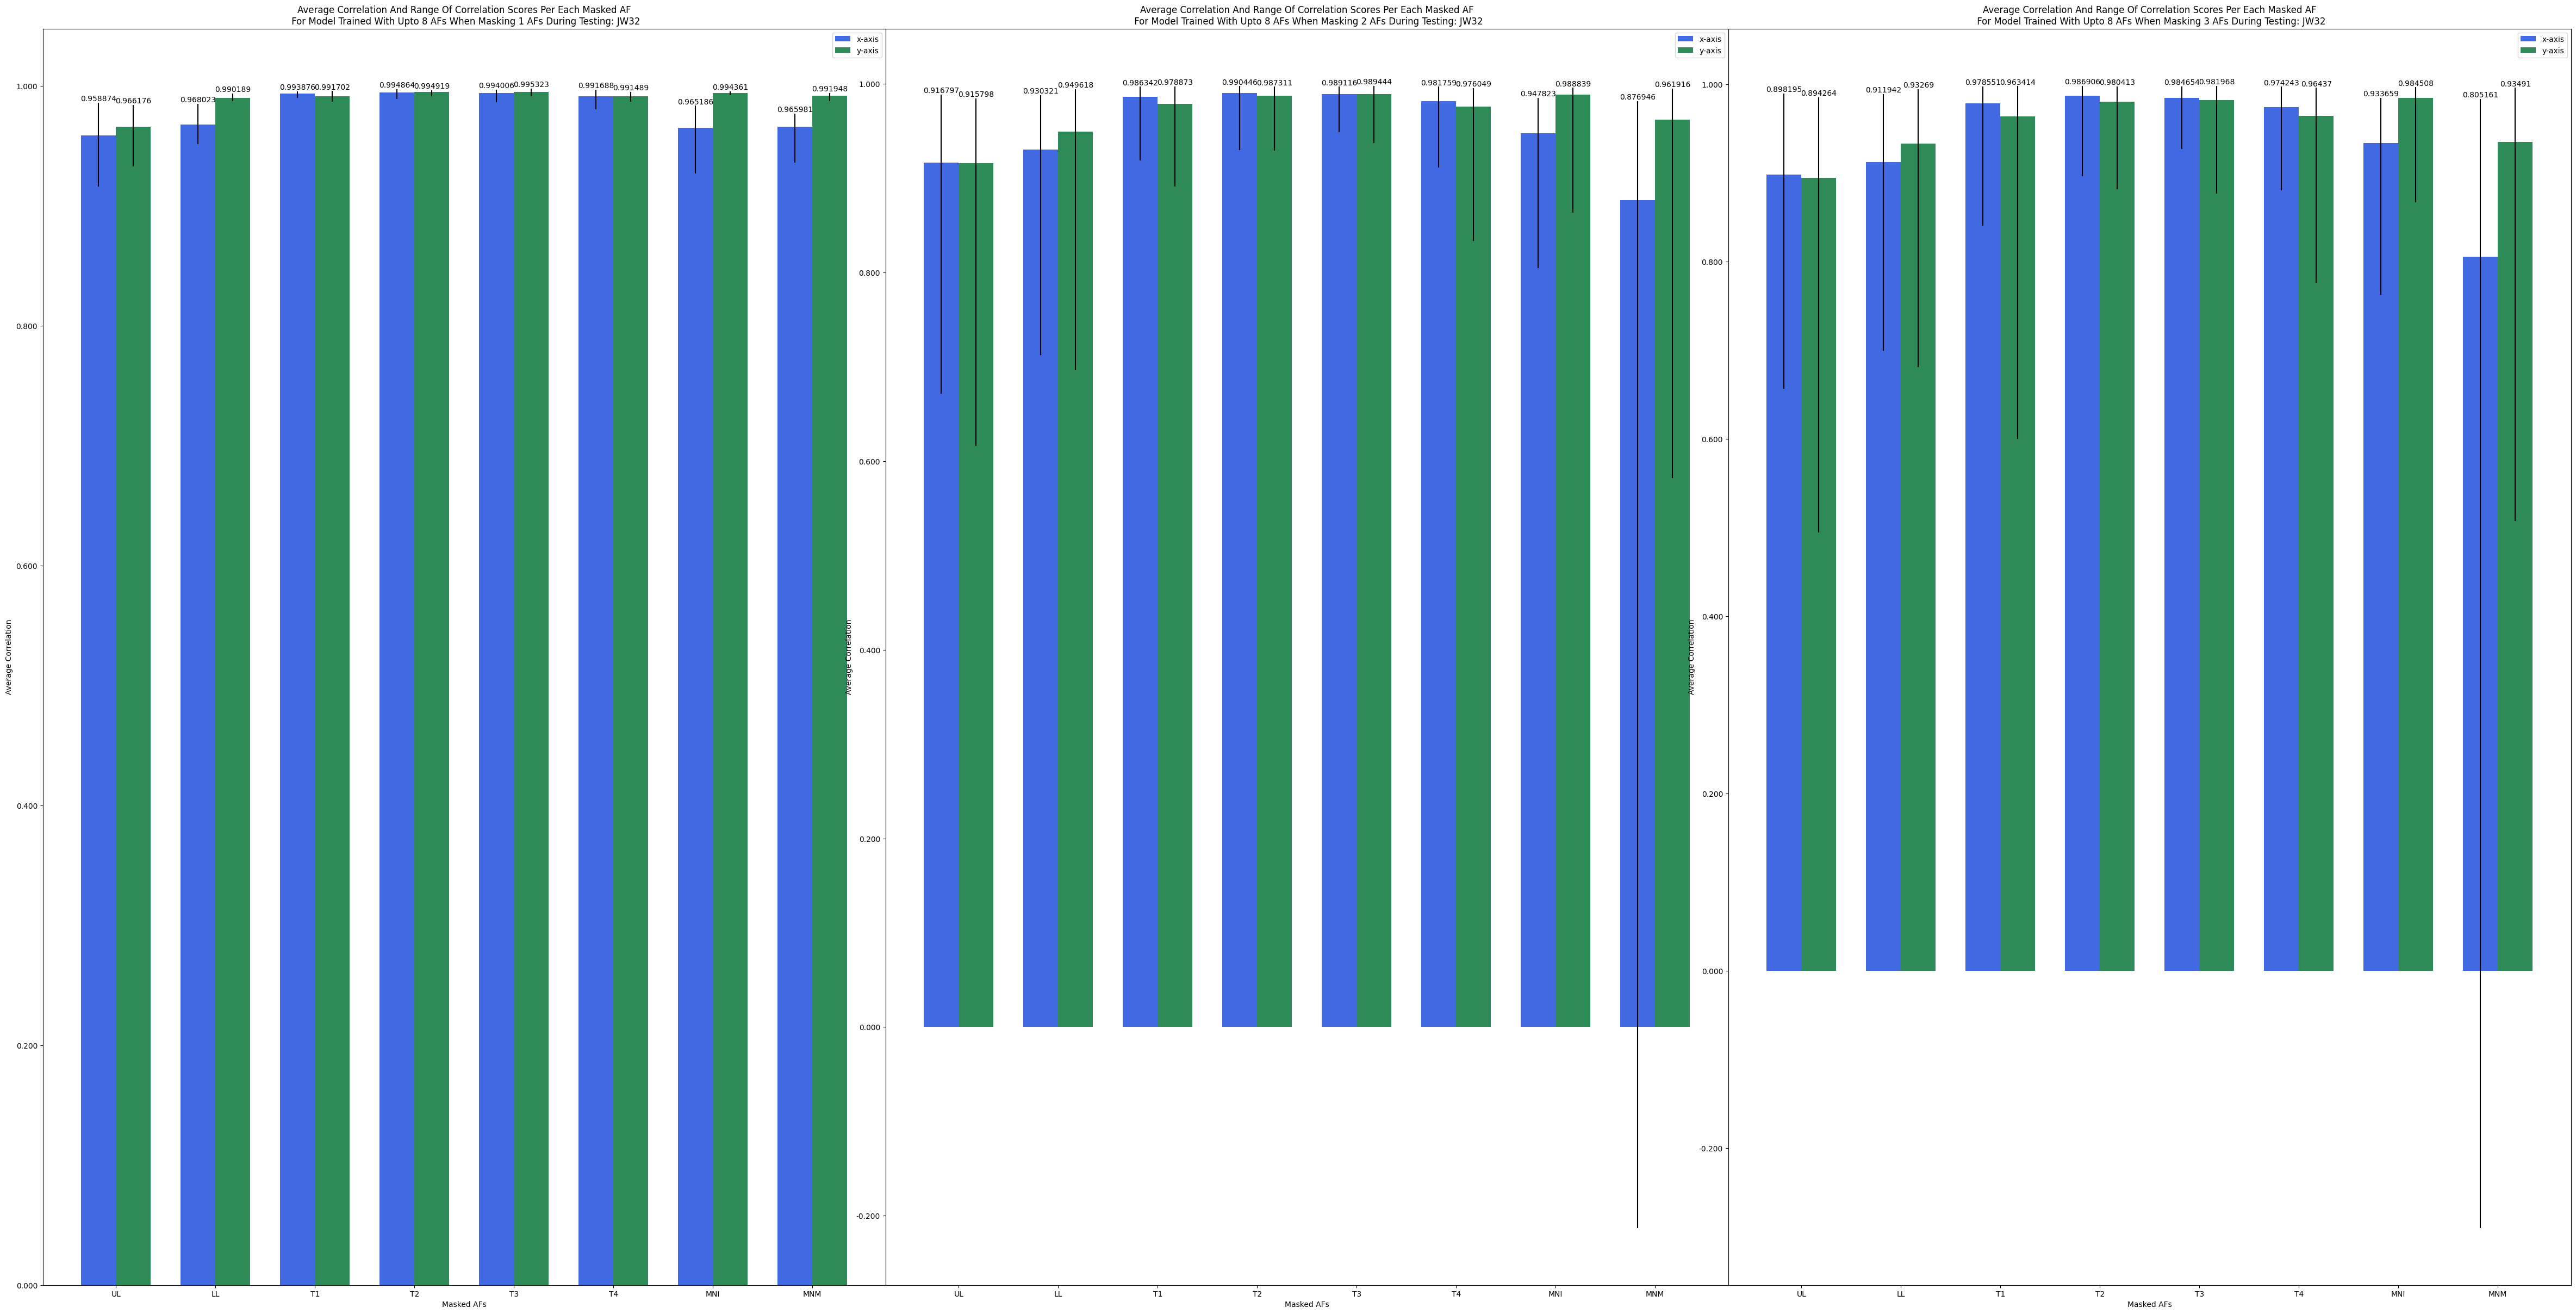 Average Correlation And Range Of Correlation Scores Per Each Masked AF
For Model Trained With Upto 8 AFs When Masking 1 AFs During Testing: JW32
x-axis
y-axis
1.000
0.800
0.600
0.400
0.200
0.000
Average Correlation
0.958874 0.966176 0.968023 0.990189 0.993876 0.991702 0.994864 0.994919 0.994006 0.995323 0.991688 0.991489 0.965186 0.994361 0.965981 0.991948
UL LL T1 T2 T3 T4 MNI MNM
Masked AFs
Average Correlation And Range Of Correlation Scores Per Each Masked AF
For Model Trained With Upto 8 AFs When Masking 2 AFs During Testing: JW32
x-axis
y-axis
1.000
0.800
0.600
0.400
0.200
0.000
-0.200
Average Correlation
0.916797 0.915798 0.930321 0.949618 0.986342 0.978873 0.990446 0.987311 0.989116 0.989444 0.981759 0.976049 0.947823 0.988839 0.876946 0.961916
UL LL T1 T2 T3 T4 MNI MNM
Masked AFs
Average Correlation And Range Of Correlation Scores Per Each Masked AF
For Model Trained With Upto 8 AFs When Masking 3 AFs During Testing: JW32
x-axis
y-axis
1.000
0.800
0.600
0.400
0.200
0.000
-0.200
Average Correlation
0.898195 0.894264 0.911942 0.93269 0.978551 0.963414 0.986906 0.980413 0.984654 0.981968 0.974243 0.96437 0.933659 0.984508 0.805161 0.93491
UL LL T1 T2 T3 T4 MNI MNM
Masked AFs